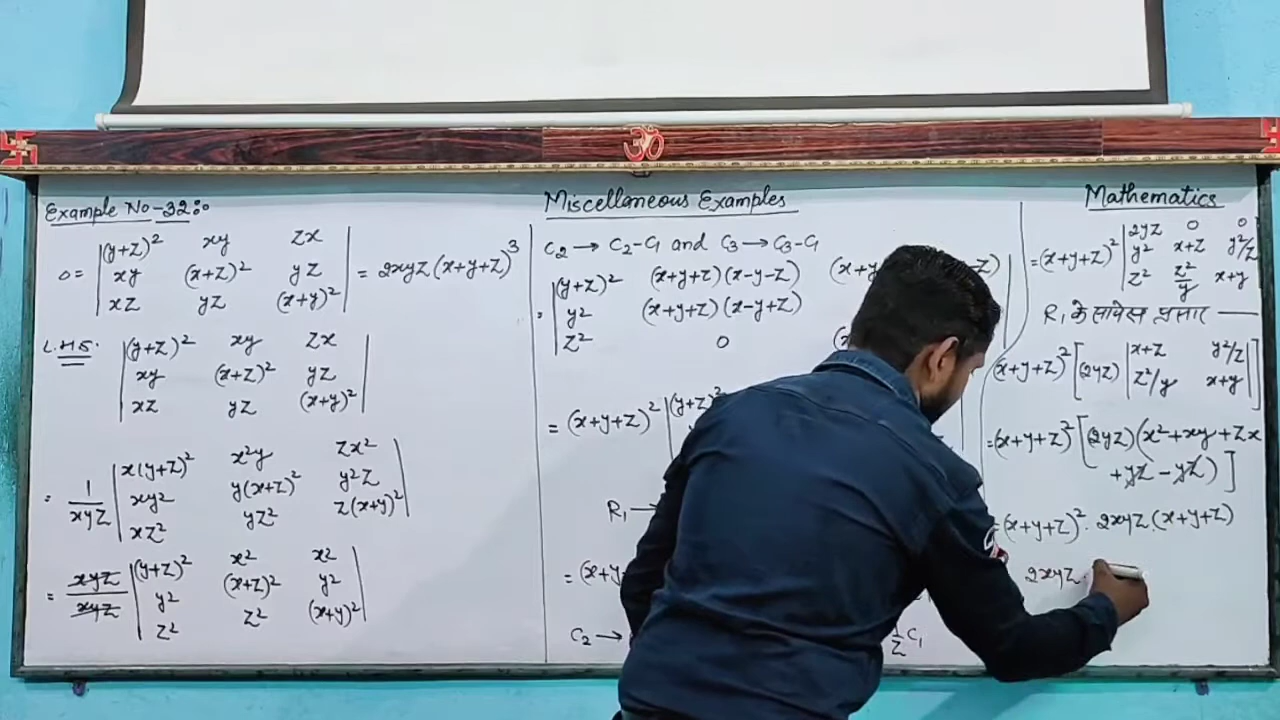 ॐ
Example No-32:
Miscellaneous Examples
Mathematics
Δ = |(y+z)² xy zx|
|xy (x+z)² yz| = 2xyz(x+y+z)³
|xz yz (x+y)²|
L.H.S. |(y+z)² xy zx|
|xy (x+z)² yz|
|xz yz (x+y)²|
|x(y+z)² x²y zx²|
= 1/xyz |xy² y(x+z)² y²z|
|xz² yz² z(x+y)²|
|(y+z)² x² x²|
= xyz/xyz |y² (x+z)² y²|
|z² z² (x+y)²|
C₂→C₂-C₁ and C₃→C₃-C₁
|(y+z)² (x+y+z)(x-y-z)
= |y² (x+y+z)(x-y+z)
|z² 0
= (x+y+z)² |(y+z)²
R₁→
= (x+y
C₂→ 1/z C₁
|2yz 0 0|
= (x+y+z)² |y² x+z y²/z|
|z² z²/y x+y|
R₁ के सापेक्ष प्रसार —
(x+y+z)² [(2yz) |x+z y²/z|
|z²/y x+y|]
= (x+y+z)² [(2yz)(x²+xy+zx
+yz-yz)]
= (x+y+z)². 2xyz.(x+y+z)
2xyz.